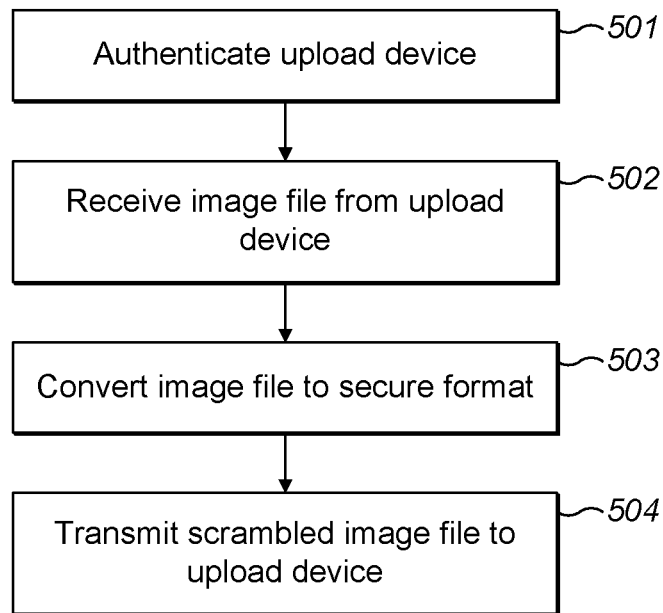 501
Authenticate upload device
502
Receive image file from upload
device
503
Convert image file to secure format
504
Transmit scrambled image file to
upload device